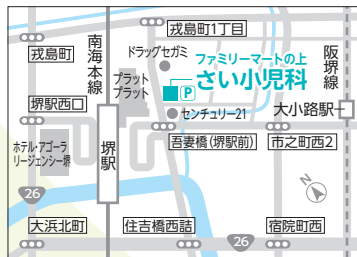 戎島町1丁目
戎島町
南海本線
ドラッグセガミ
ファミリーマートの上
さい小児科
阪堺線
プラット
プラット
P
堺駅西口
センチュリー21
大小路駅
ホテル・アゴーラ
リージェンシー堺
堺駅
吾妻橋(堺駅前)
市之町西2
N
26
大浜北町
住吉橋西詰
26
宿院町西